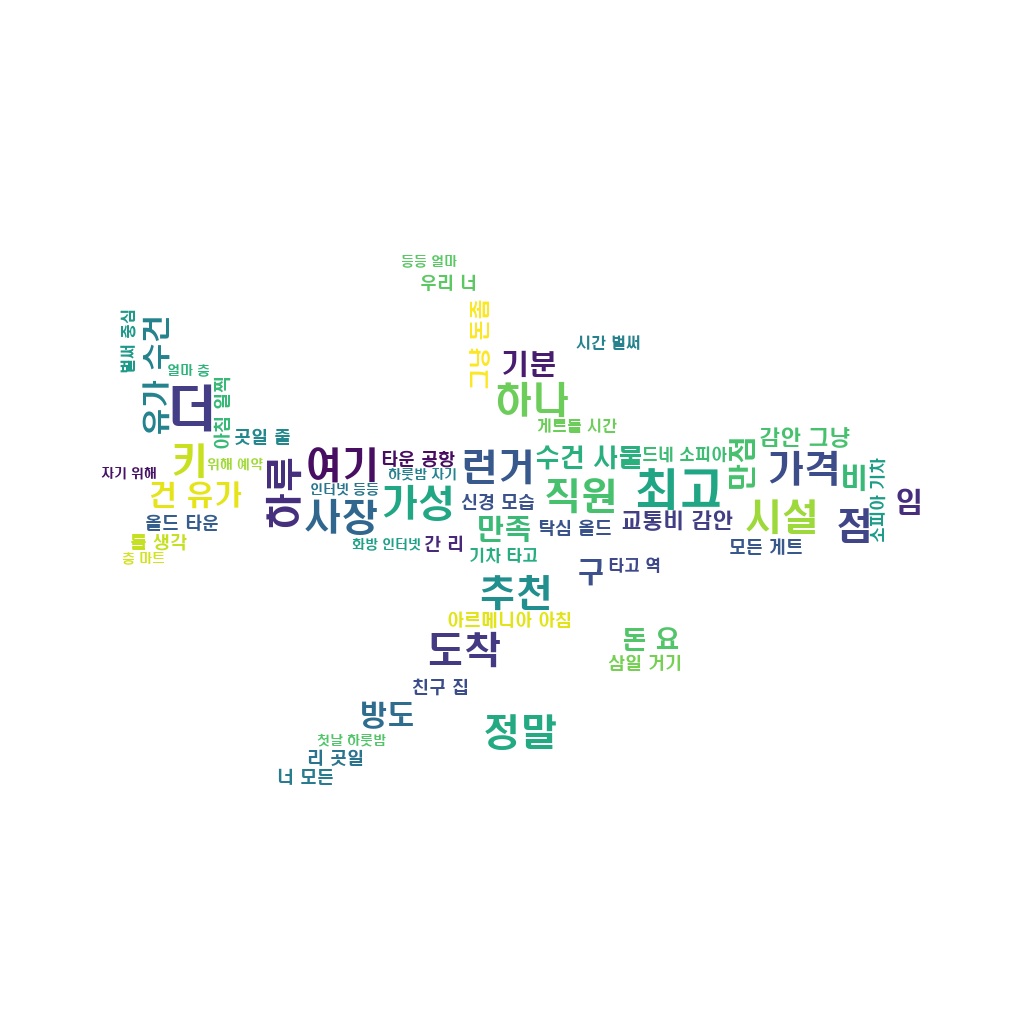 등등 얼마
우리 너
그냥 돈좀
시간 벌써
벌써 중심
유가 수건
얼마 층
기분
더
아침 일찍
하나
게트들 시간
곳일 줄
감안 그냥
키
위해 예약
자기 위해
여기
타운 공항
하룻밤 자기
런거
수건 사물
드네 소피아
만점
가격
비
소피아 기차
건 유가
하루
인터넷 등등
사장
가성
신경 모습
직원
최고
시설
점
임
올드 타운
만족
탁심 올드
교통비 감안
들 생각
층 마트
화방 인터넷
간 리
기차 타고
모든 게트
구
타고 역
추천
아르메니아 아침
도착
돈 요
삼일 거기
친구 집
방도
정말
첫날 하룻밤
리 곳일
너 모든